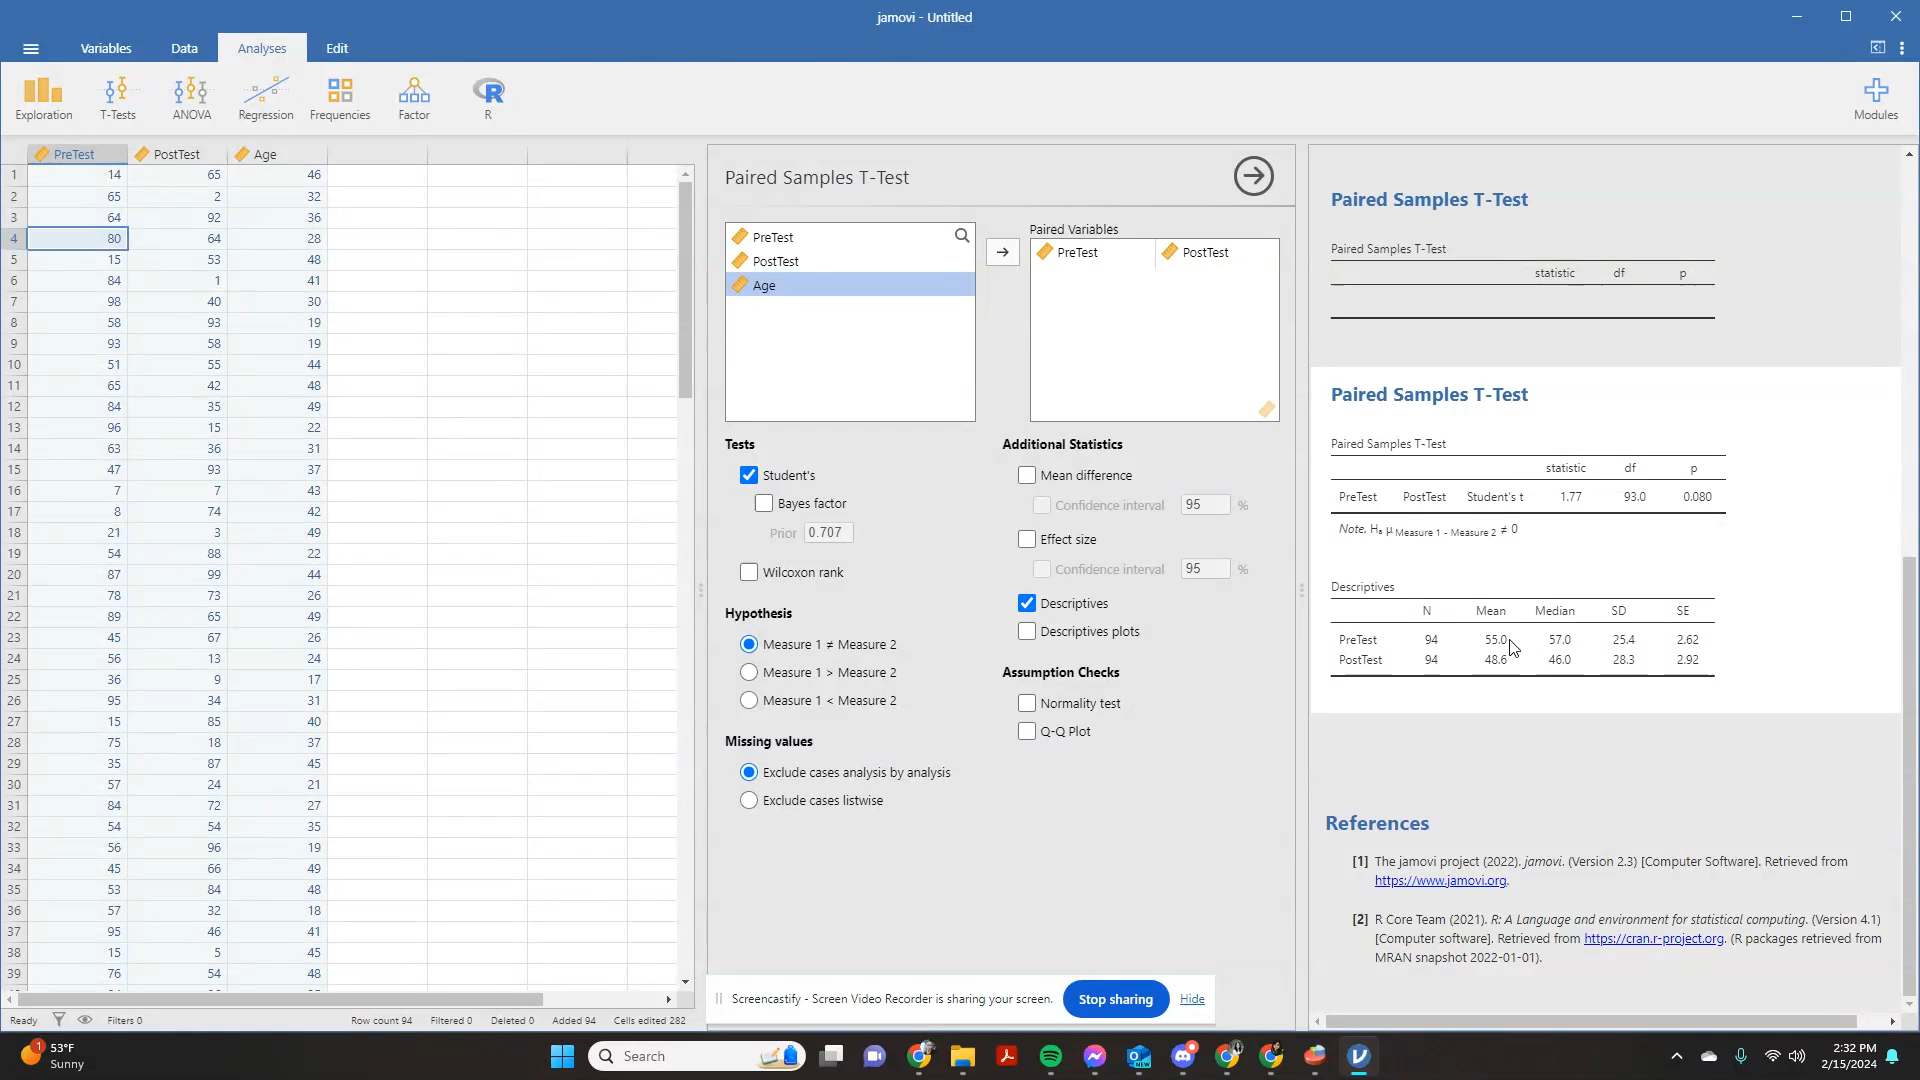 jamovi - Untitled
Variables Data Analyses Edit
Exploration T-Tests ANOVA Regression Frequencies Factor R Modules
PreTest PostTest Age
1 14 65 46
2 65 2 32
3 64 92 36
4 80 64 28
5 15 53 48
6 84 1 41
7 98 40 30
8 58 93 19
9 93 58 19
10 51 55 44
11 65 42 48
12 84 35 49
13 96 15 22
14 63 36 31
15 47 93 37
16 7 7 43
17 8 74 42
18 21 3 49
19 54 88 22
20 87 99 44
21 78 73 26
22 89 65 49
23 45 67 26
24 56 13 24
25 36 9 17
26 95 34 31
27 15 85 40
28 75 18 37
29 35 87 45
30 57 24 21
31 84 72 27
32 54 54 35
33 56 96 19
34 45 66 49
35 53 84 48
36 57 32 18
37 95 46 41
38 15 5 45
39 76 54 48
Ready Filters 0 Row count 94 Filtered 0 Deleted 0 Added 94 Cells edited 282
Paired Samples T-Test
PreTest
PostTest
Age
Paired Variables
PreTest PostTest
Tests
Student's
Bayes factor
Prior 0.707
Wilcoxon rank
Hypothesis
Measure 1 ≠ Measure 2
Measure 1 > Measure 2
Measure 1 < Measure 2
Missing values
Exclude cases analysis by analysis
Exclude cases listwise
Additional Statistics
Mean difference
Confidence interval 95 %
Effect size
Confidence interval 95 %
Descriptives
Descriptives plots
Assumption Checks
Normality test
Q-Q Plot
Paired Samples T-Test
Paired Samples T-Test
statistic df p
Paired Samples T-Test
Paired Samples T-Test
statistic df p
PreTest PostTest Student's t 1.77 93.0 0.080
Note. Hₐ μ Measure 1 - Measure 2 ≠ 0
Descriptives
N Mean Median SD SE
PreTest 94 55.0 57.0 25.4 2.62
PostTest 94 48.6 46.0 28.3 2.92
References
[1] The jamovi project (2022). jamovi. (Version 2.3) [Computer Software]. Retrieved from
https://www.jamovi.org.
[2] R Core Team (2021). R: A Language and environment for statistical computing. (Version 4.1)
[Computer software]. Retrieved from https://cran.r-project.org. (R packages retrieved from
MRAN snapshot 2022-01-01).
Screencastify - Screen Video Recorder is sharing your screen. Stop sharing Hide
1
53°F
Sunny
Search
NEW
2:32 PM
2/15/2024